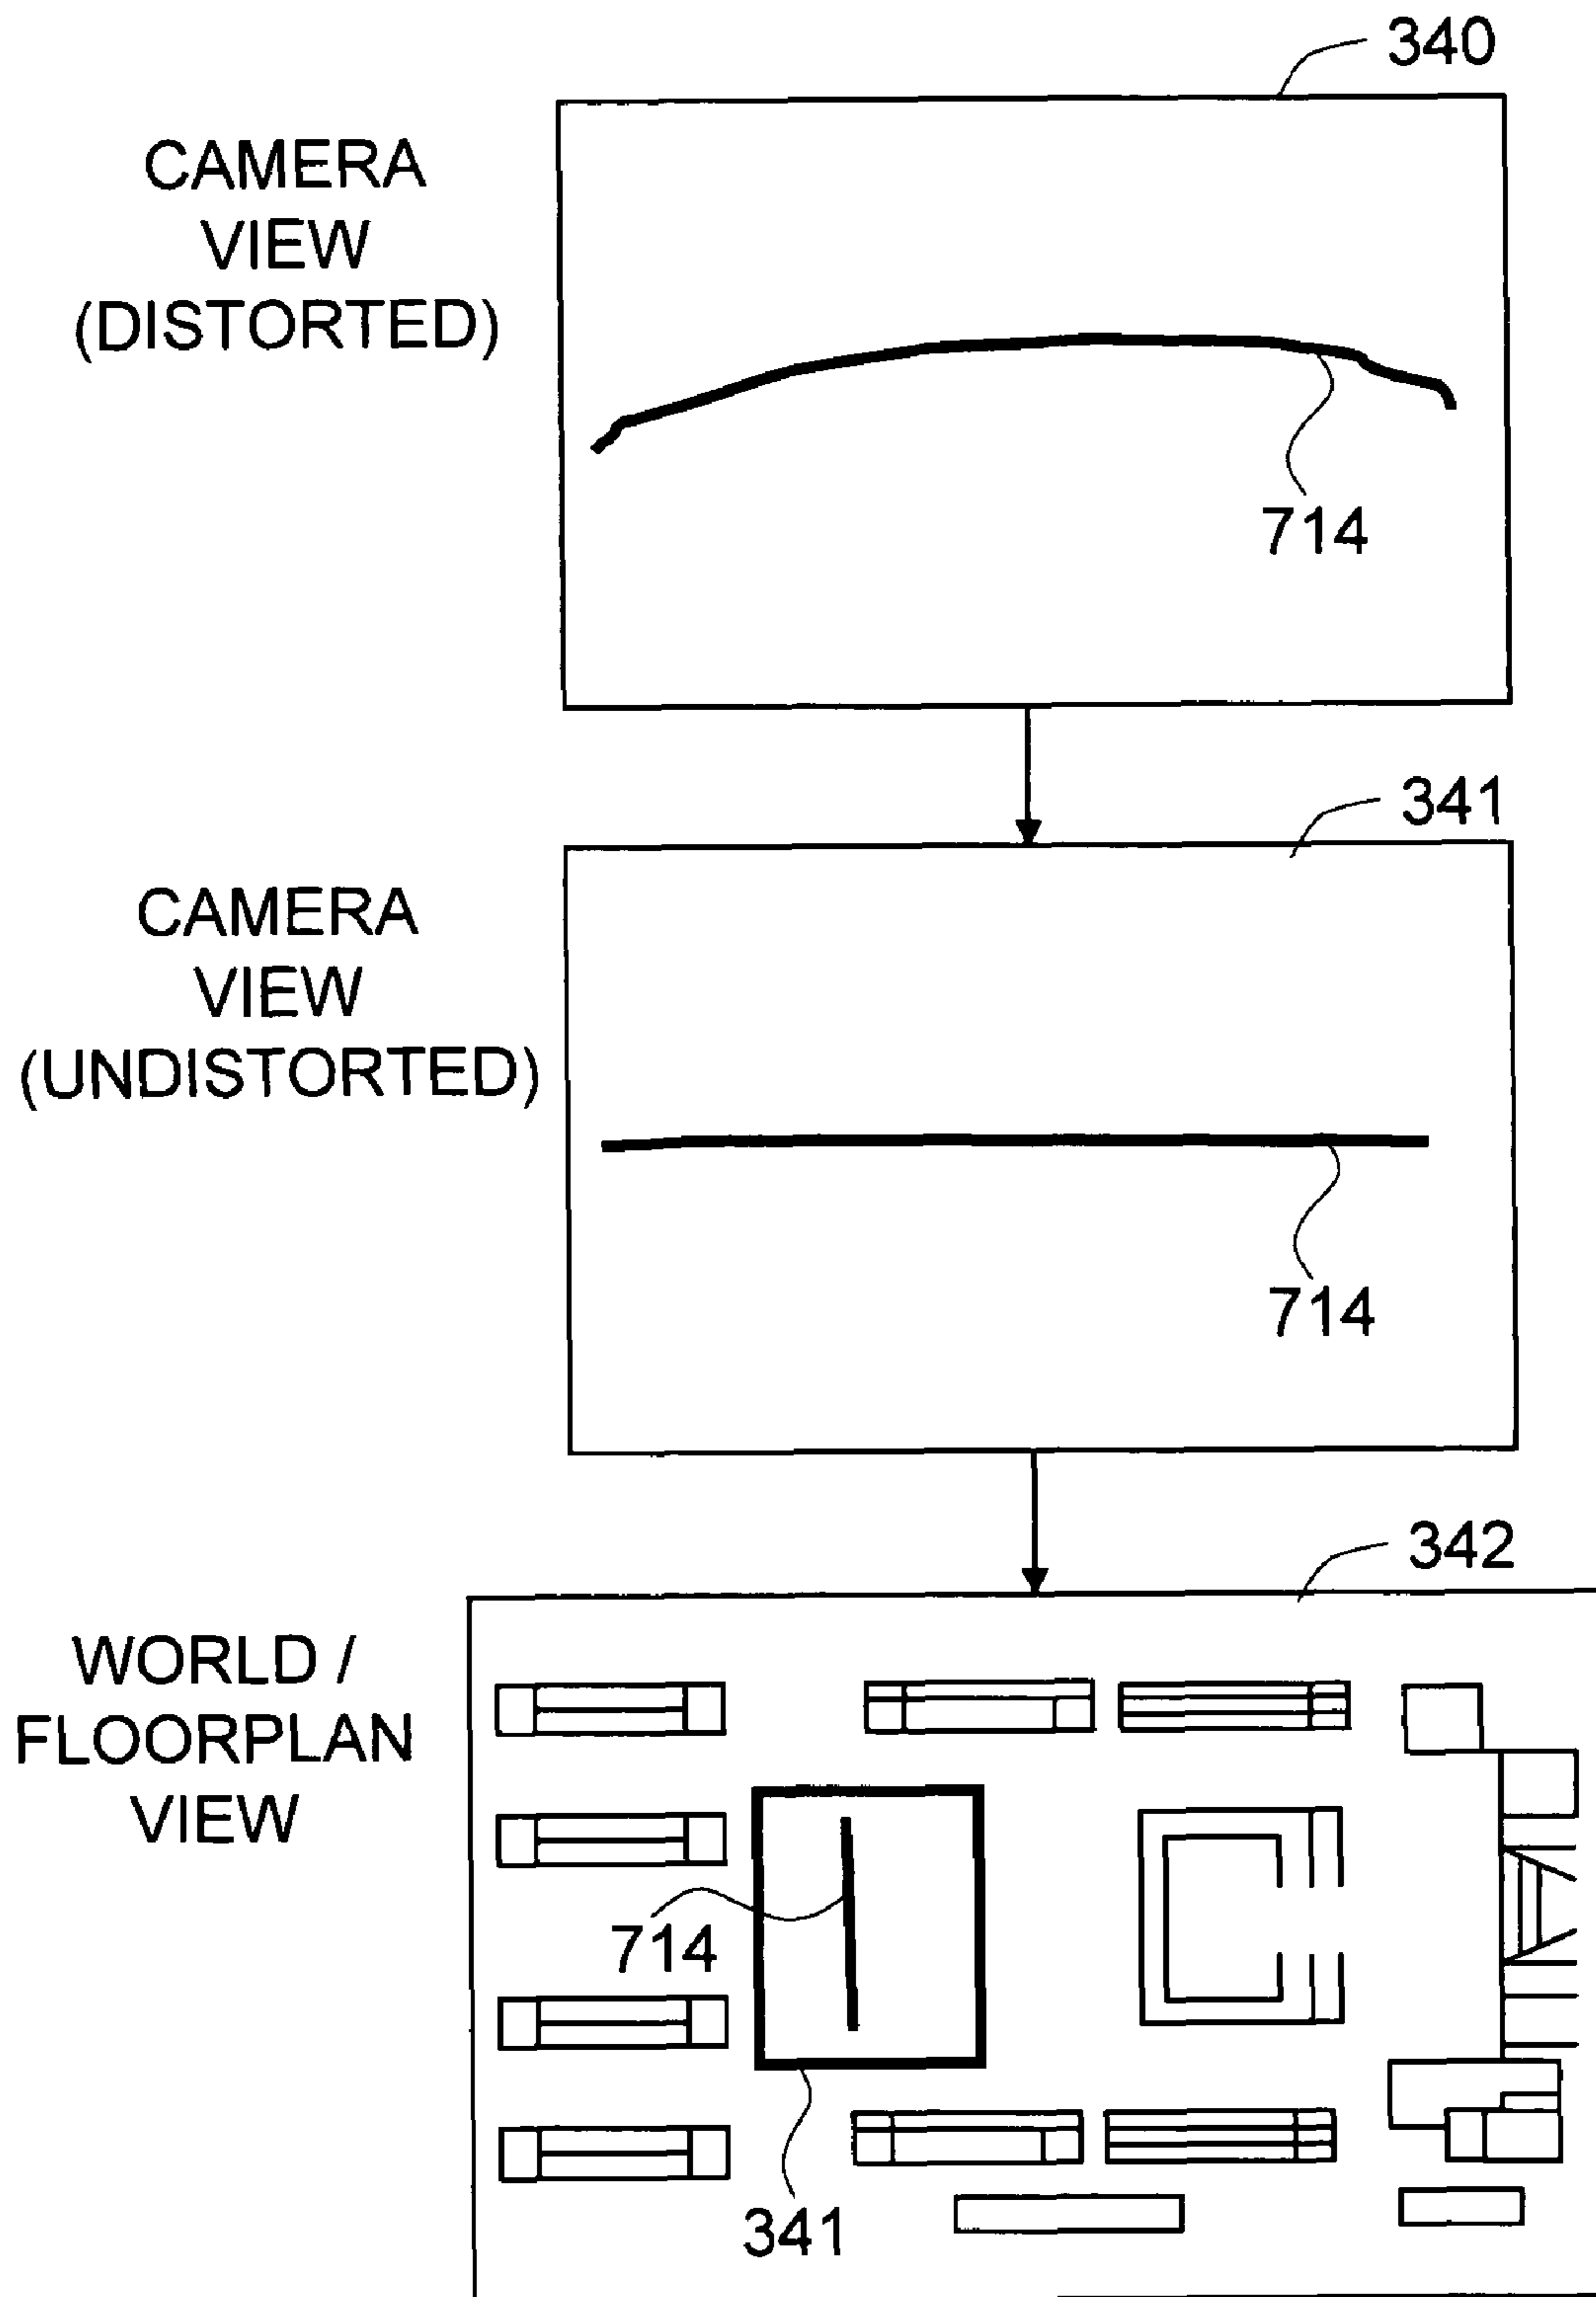 340
CAMERA
VIEW
(DISTORTED)
714
341
CAMERA
VIEW
(UNDISTORTED)
714
342
WORLD /
FLOORPLAN
VIEW
714
341